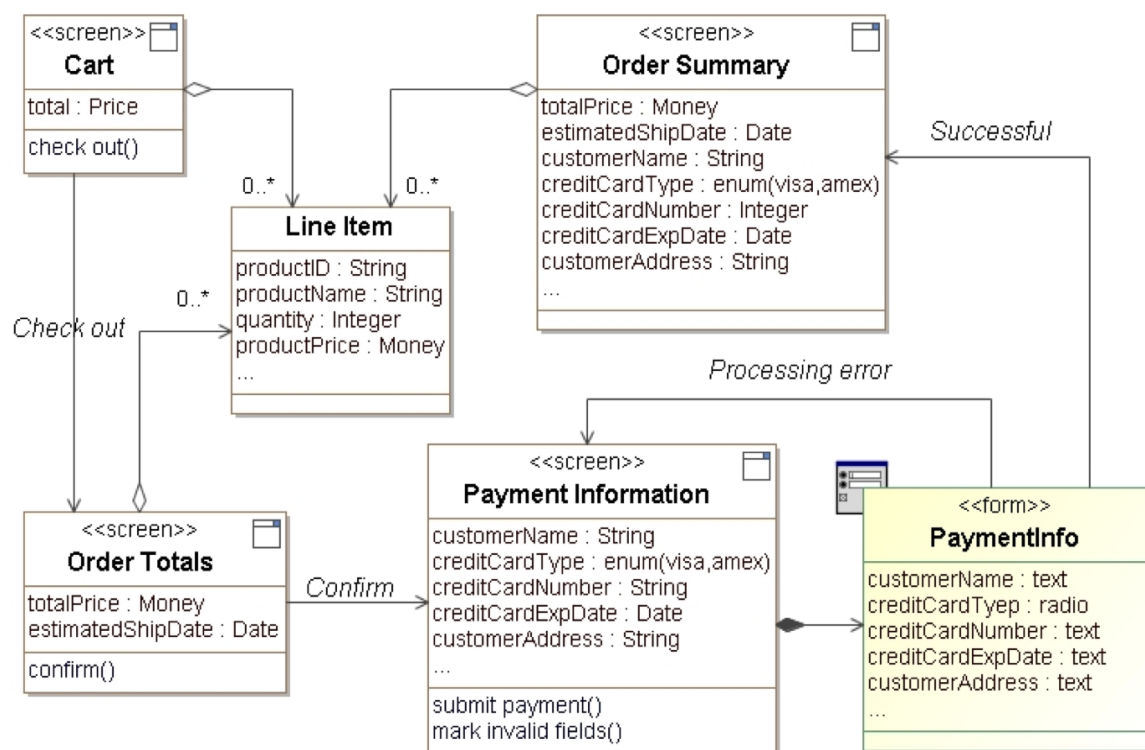 <<screen>>
Cart
total : Price
check out()
<<screen>>
Order Summary
totalPrice : Money
estimatedShipDate : Date
customerName : String
creditCardType : enum(visa,amex)
creditCardNumber : Integer
creditCardExpDate : Date
customerAddress : String
...
Successful
0..*
0..*
Line Item
productID : String
productName : String
quantity : Integer
productPrice : Money
...
0..*
Check out
Processing error
<<screen>>
Order Totals
totalPrice : Money
estimatedShipDate : Date
confirm()
Confirm
<<screen>>
Payment Information
customerName : String
creditCardType : enum(visa,amex)
creditCardNumber : String
creditCardExpDate : Date
customerAddress : String
...
submit payment()
mark invalid fields()
<<form>>
PaymentInfo
customerName : text
creditCardTyep : radio
creditCardNumber : text
creditCardExpDate : text
customerAddress : text
...